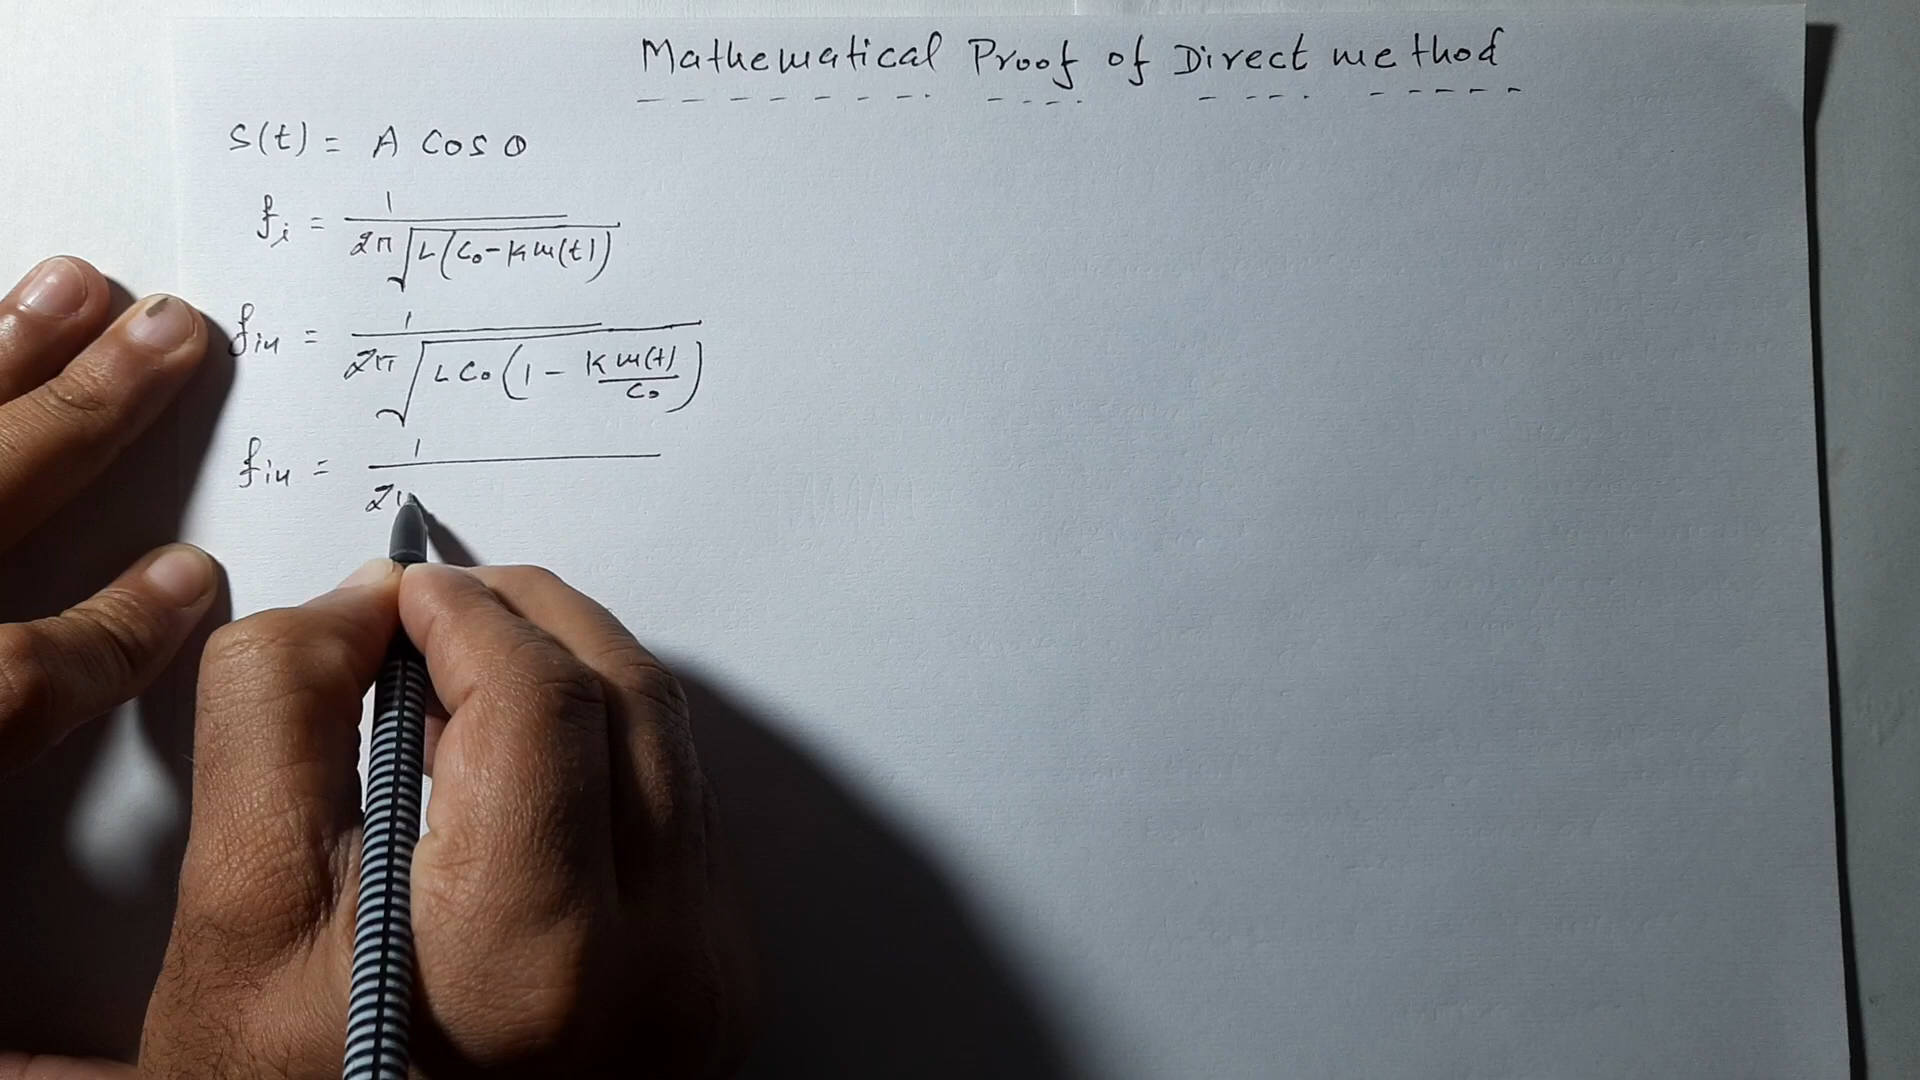 Mathematical Proof of Direct method
S(t) = A Cos θ
fi = 1 / 2π√L(C₀-Km(t))
fin = 1 / 2π√LC₀(1 - Km(t)/C₀)
fin = 1 / 2π